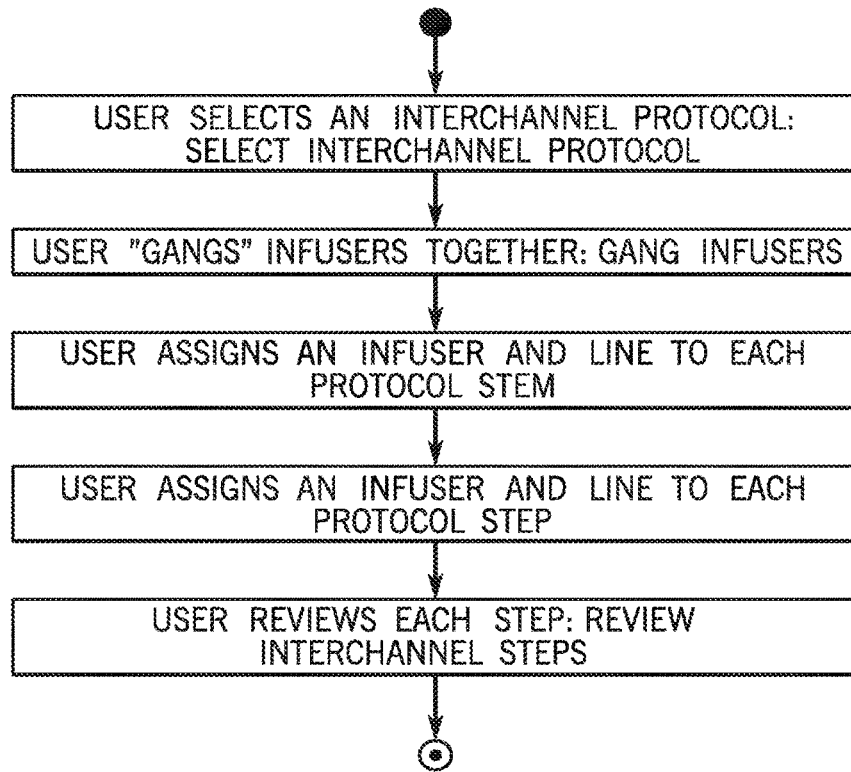 USER SELECTS AN INTERCHANNEL PROTOCOL:
SELECT INTERCHANNEL PROTOCOL
USER "GANGS" INFUSERS TOGETHER: GANG INFUSERS
USER ASSIGNS AN INFUSER AND LINE TO EACH
PROTOCOL STEM
USER ASSIGNS AN INFUSER AND LINE TO EACH
PROTOCOL STEP
USER REVIEWS EACH STEP: REVIEW
INTERCHANNEL STEPS